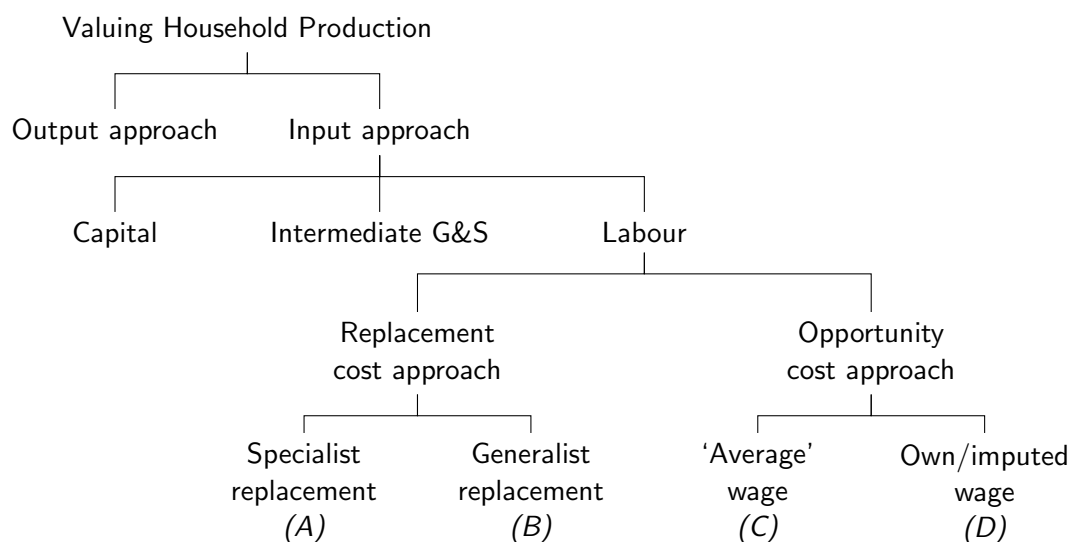 Valuing Household Production
Output approach
Input approach
Capital
Intermediate G&S
Labour
Replacement
cost approach
Opportunity
cost approach
Specialist
replacement
(A)
Generalist
replacement
(B)
‘Average’
wage
(C)
Own/imputed
wage
(D)